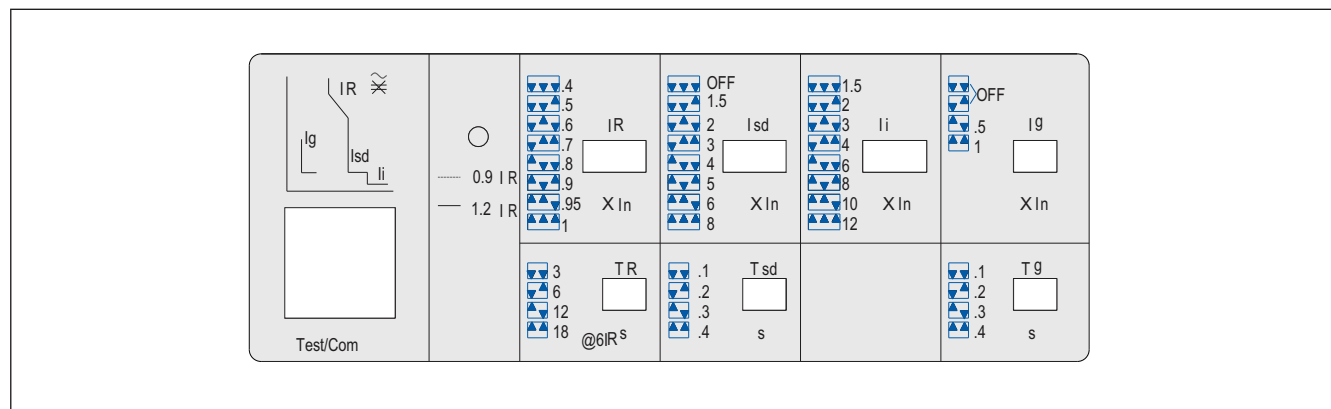 IR
Ig
Isd
Ii
Test/Com
0.9 IR
1.2 IR
.4
.5
.6
.7
.8
.9
.95
1
IR
X In
OFF
1.5
2
3
4
5
6
8
Isd
X In
1.5
2
3
4
6
8
10
12
Ii
X In
OFF
.5
1
Ig
X In
3
6
12
18
TR
@6IR s
.1
.2
.3
.4
Tsd
s
.1
.2
.3
.4
Tg
s